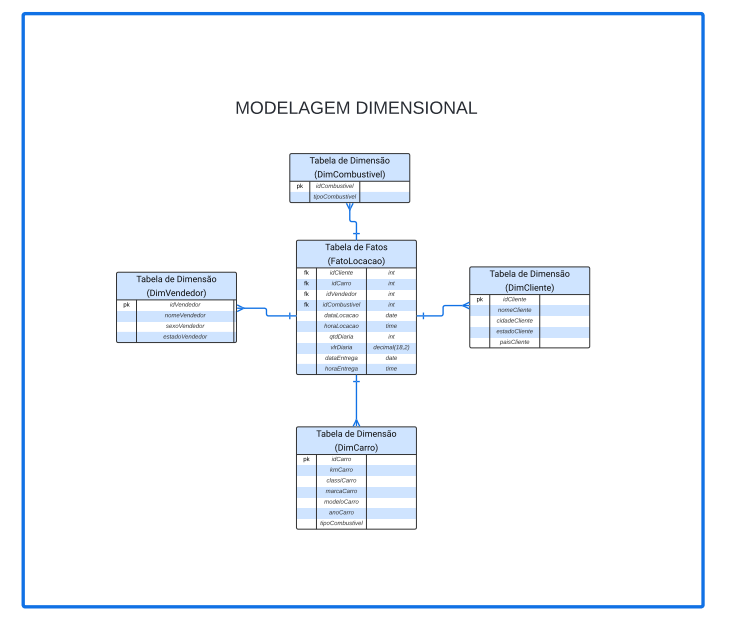 MODELAGEM DIMENSIONAL
Tabela de Dimensão
(DimCombustivel)
pk idCombustivel
tipoCombustivel
Tabela de Fatos
(FatoLocacao)
fk idCliente int
fk idCarro int
fk idVendedor int
fk idCombustivel int
dataLocacao date
horaLocacao time
qtdDiaria int
vlrDiaria decimal(18,2)
dataEntrega date
horaEntrega time
Tabela de Dimensão
(DimVendedor)
pk idVendedor
nomeVendedor
sexoVendedor
estadoVendedor
Tabela de Dimensão
(DimCliente)
pk idCliente
nomeCliente
cidadeCliente
estadoCliente
paisCliente
Tabela de Dimensão
(DimCarro)
pk idCarro
kmCarro
classiCarro
marcaCarro
modeloCarro
anoCarro
tipoCombustivel